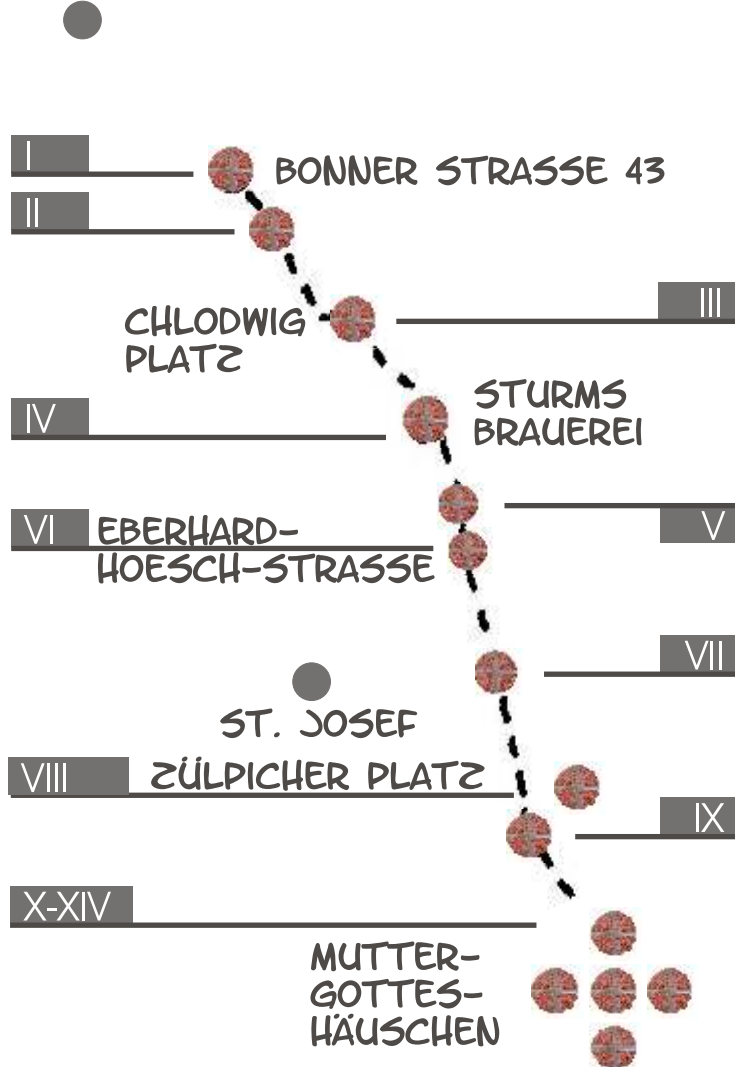 I
BONNER STRASSE 43
II
III
CHLODWIG
PLATZ
STURMS
BRAUEREI
IV
V
VI
EBERHARD-
HOESCH-STRASSE
VII
ST. JOSEF
VIII
ZÜLPICHER PLATZ
IX
X-XIV
MUTTER-
GOTTES-
HÄUSCHEN